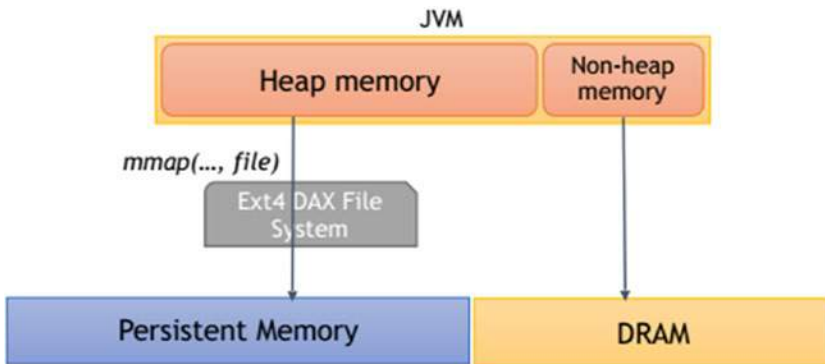 JVM
Heap memory
Non-heap
memory
mmap(…, file)
Ext4 DAX File
System
Persistent Memory
DRAM